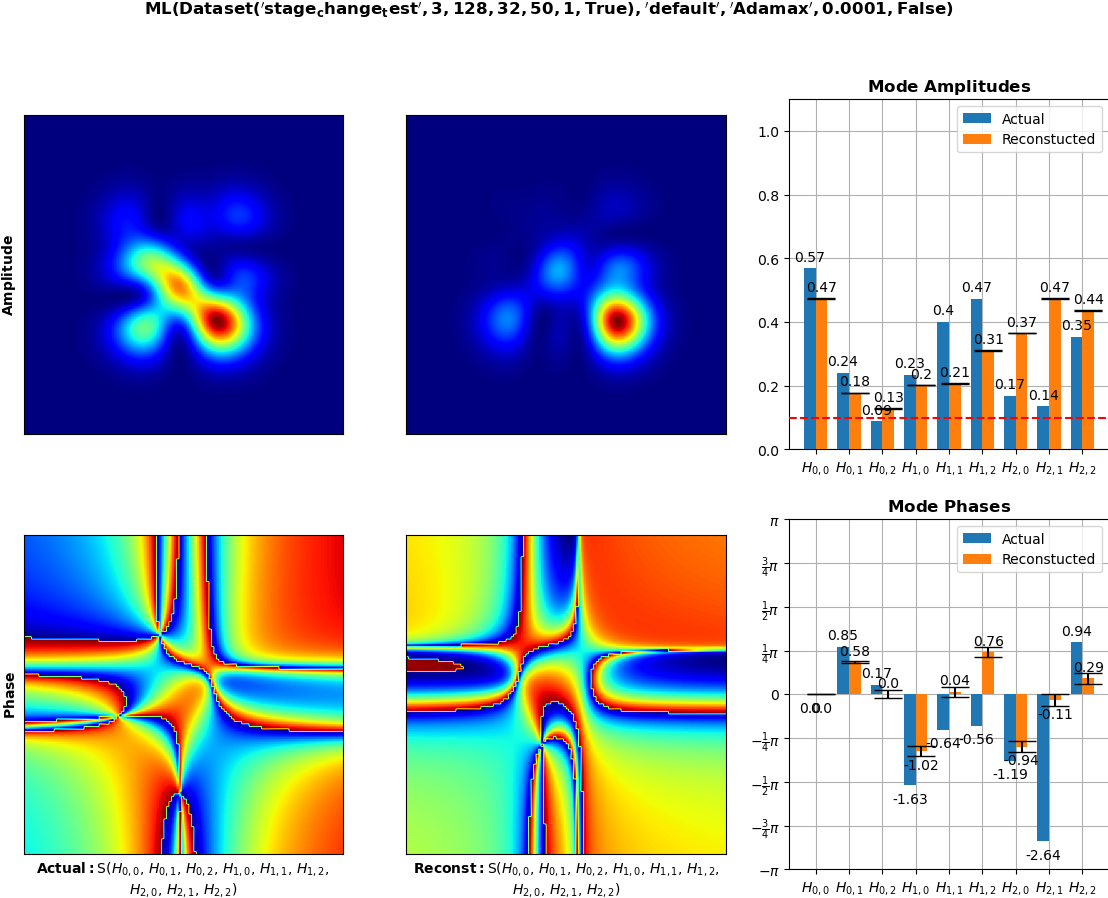 ML(Dataset('stage_change_test', 3, 128, 32, 50, 1, True), 'default', 'Adamax', 0.0001, False)
Amplitude
Mode Amplitudes
Actual
Reconstucted
1.0
0.8
0.6
0.4
0.2
0.0
0.57
0.47
0.24
0.18
0.09
0.13
0.23
0.2
0.4
0.21
0.47
0.31
0.17
0.37
0.14
0.47
0.35
0.44
H0,0 H0,1 H0,2 H1,0 H1,1 H1,2 H2,0 H2,1 H2,2
Phase
Actual: S(H0,0, H0,1, H0,2, H1,0, H1,1, H1,2,
H2,0, H2,1, H2,2)
Reconst: S(H0,0, H0,1, H0,2, H1,0, H1,1, H1,2,
H2,0, H2,1, H2,2)
Mode Phases
Actual
Reconstucted
π
3/4π
1/2π
1/4π
0
−1/4π
−1/2π
−3/4π
−π
0.0
0.0
0.85
0.58
0.17
0.0
-1.63
-1.02
-0.64
0.04
-0.56
0.76
-1.19
-0.94
-2.64
-0.11
0.94
0.29
H0,0 H0,1 H0,2 H1,0 H1,1 H1,2 H2,0 H2,1 H2,2